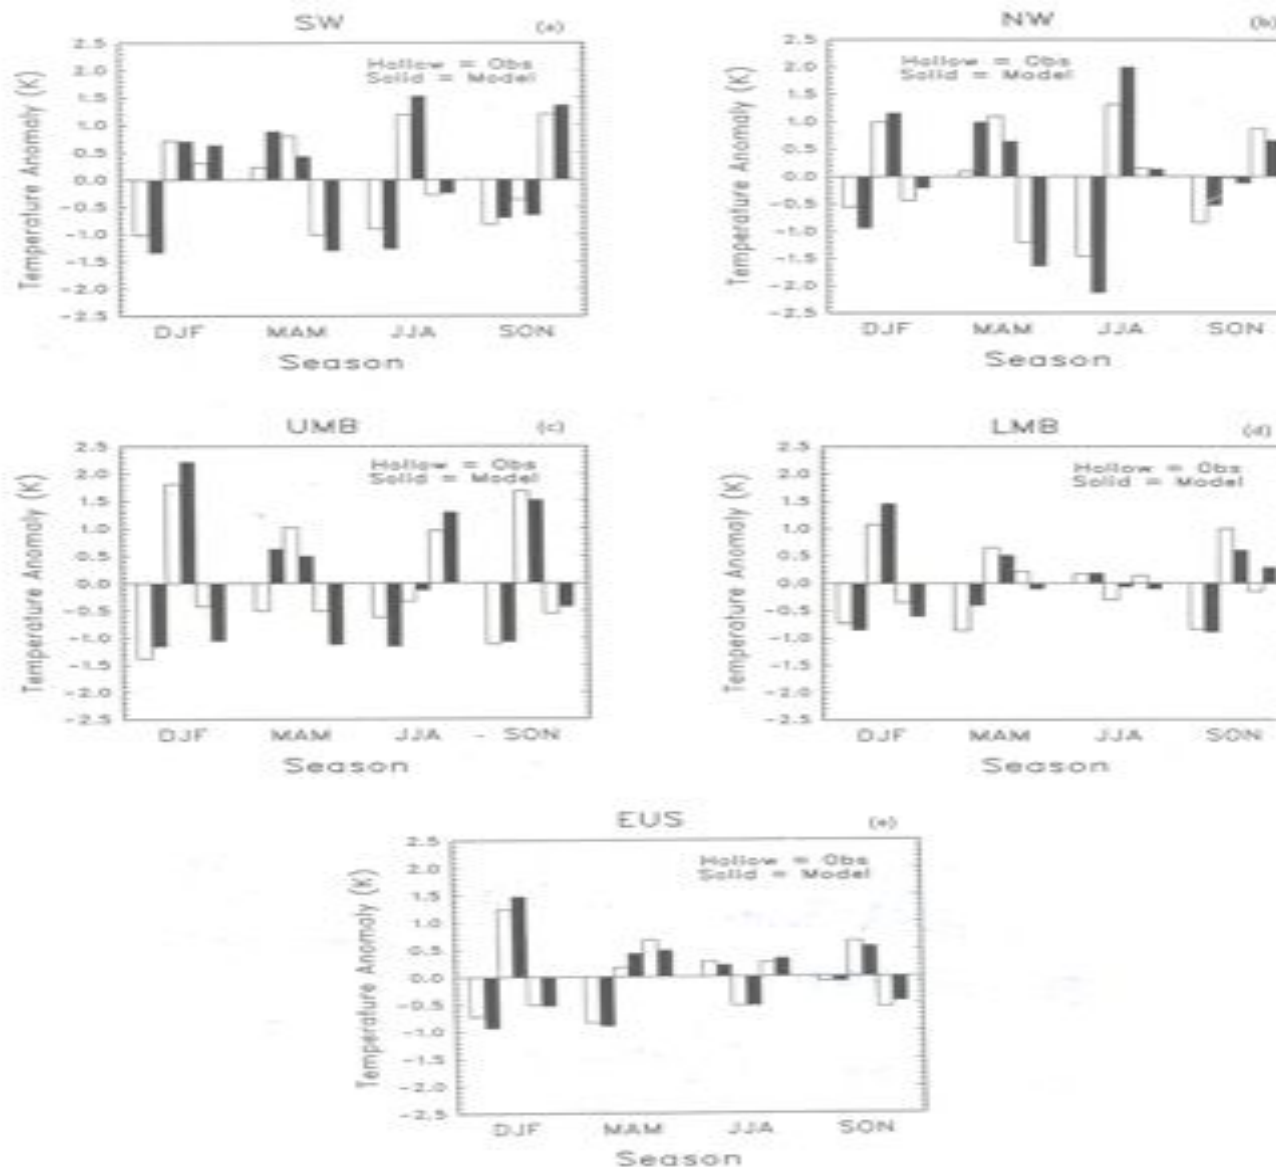 SW (a)
2.5
2.0
1.5
1.0
0.5
0.0
-0.5
-1.0
-1.5
-2.0
-2.5
Temperature Anomaly (K)
Hollow = Obs
Solid = Model
DJF MAM JJA SON
Season
NW (b)
2.5
2.0
1.5
1.0
0.5
0.0
-0.5
-1.0
-1.5
-2.0
-2.5
Temperature Anomaly (K)
Hollow = Obs
Solid = Model
DJF MAM JJA SON
Season
UMB (c)
2.5
2.0
1.5
1.0
0.5
0.0
-0.5
-1.0
-1.5
-2.0
-2.5
Temperature Anomaly (K)
Hollow = Obs
Solid = Model
DJF MAM JJA - SON
Season
LMB (d)
2.5
2.0
1.5
1.0
0.5
0.0
-0.5
-1.0
-1.5
-2.0
-2.5
Temperature Anomaly (K)
Hollow = Obs
Solid = Model
DJF MAM JJA SON
Season
EUS (e)
2.5
2.0
1.5
1.0
0.5
0.0
-0.5
-1.0
-1.5
-2.0
-2.5
Temperature Anomaly (K)
Hollow = Obs
Solid = Model
DJF MAM JJA SON
Season